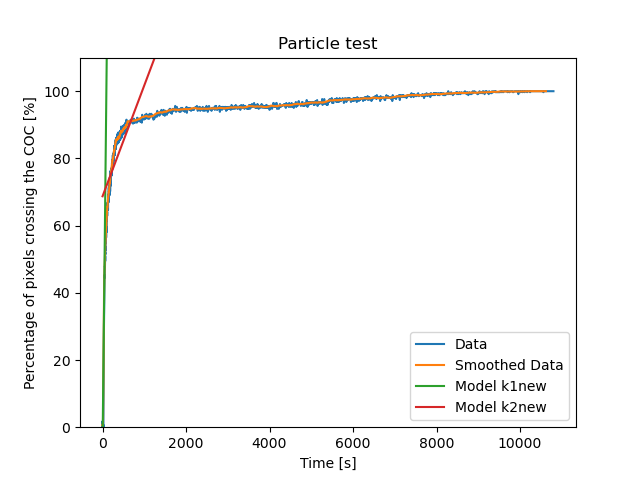 Particle test
Percentage of pixels crossing the COC [%]
100
80
60
40
20
0
0 2000 4000 6000 8000 10000
Time [s]
Data
Smoothed Data
Model k1new
Model k2new